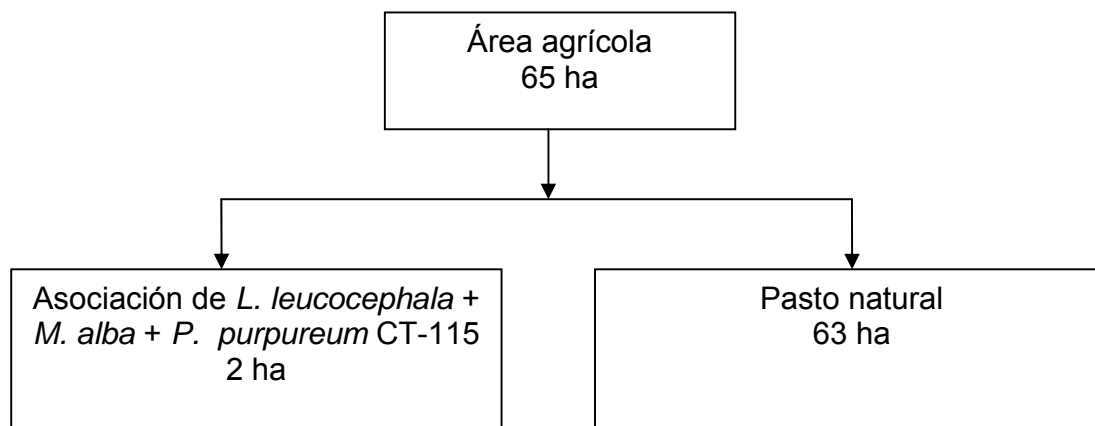 Área agrícola
65 ha
Asociación de L. leucocephala +
M. alba + P. purpureum CT-115
2 ha
Pasto natural
63 ha